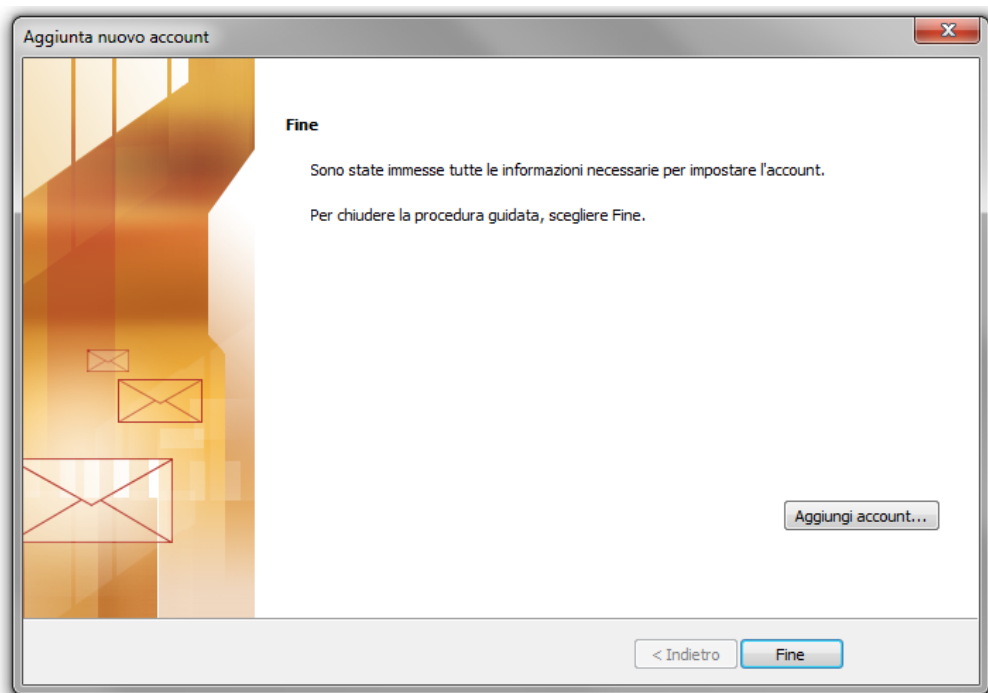 Aggiunta nuovo account
Fine
Sono state immesse tutte le informazioni necessarie per impostare l'account.
Per chiudere la procedura guidata, scegliere Fine.
Aggiungi account...
< Indietro
Fine